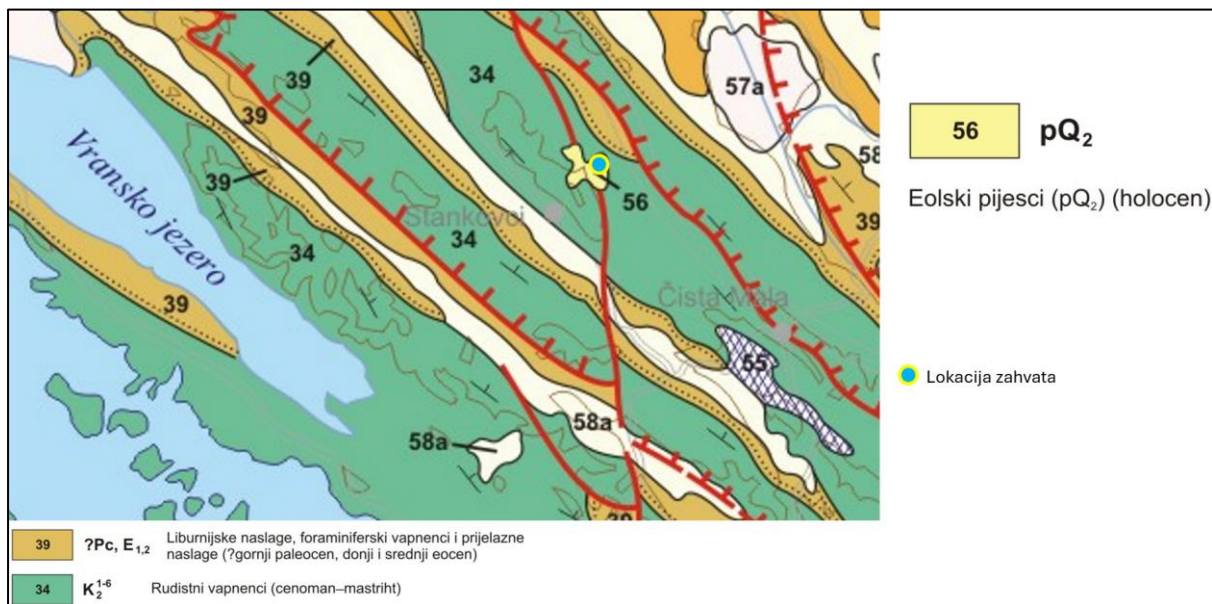 39
34
57a
39
39
56
58
Vransko jezero
Stankovci
39
34
34
39
Čista Mala
55
58a
58a
39
56 pQ₂
Eolski pijesci (pQ₂) (holocen)
Lokacija zahvata
39 ?Pc, E₁,₂ Liburnijske naslage, foraminiferski vapnenci i prijelazne
naslage (?gornji paleocen, donji i srednji eocen)
34 K₂¹⁻⁶ Rudistni vapnenci (cenoman–mastriht)